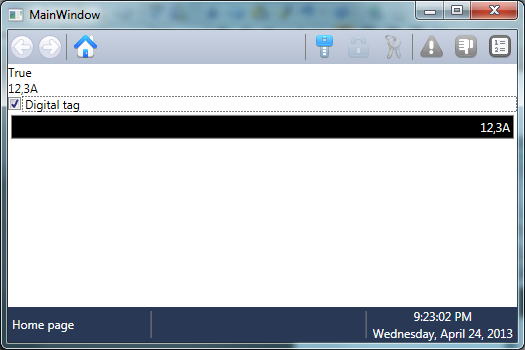 MainWindow
True
12,3A
Digital tag
12,3A
Home page
9:23:02 PM
Wednesday, April 24, 2013